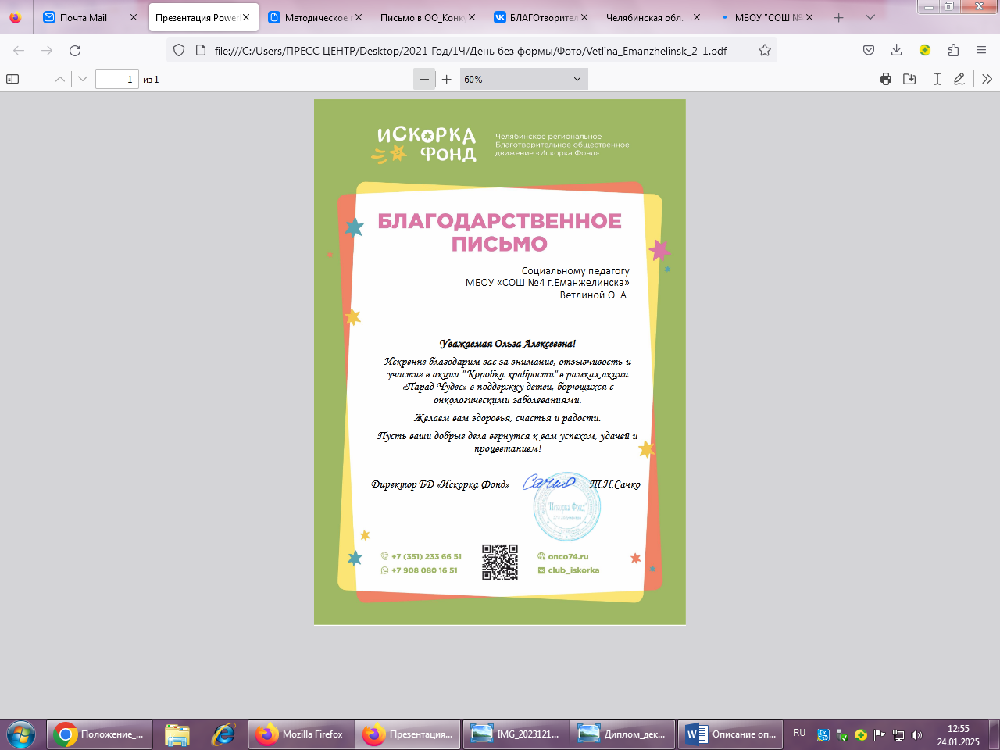 Почта Mail
Презентация Power
Методическое п
Письмо в ОО_Конку
БЛАГОтворител
Челябинская обл. |
МБОУ "СОШ №
file:///C:/Users/ПРЕСС ЦЕНТР/Desktop/2021 Год/1Ч/День без формы/Фото/Vetlina_Emanzhelinsk_2-1.pdf
1 из 1
60%
ИСКОРКА
ФОНД
Челябинское региональное
Благотворительное общественное
движение «Искорка Фонд»
БЛАГОДАРСТВЕННОЕ
ПИСЬМО
Социальному педагогу
МБОУ «СОШ №4 г.Еманжелинска»
Ветлиной О. А.
Уважаемая Ольга Алексеевна!
Искренне благодарим вас за внимание, отзывчивость и
участие в акции "Коробка храбрости" в рамках акции
«Парад Чудес» в поддержку детей, борющихся с
онкологическими заболеваниями.
Желаем вам здоровья, счастья и радости.
Пусть ваши добрые дела вернутся к вам успехом, удачей и
процветанием!
Директор БД «Искорка Фонд» Т.Н.Сачко
"Искорка Фонд"
+7 (351) 233 66 51
onco74.ru
+7 908 080 16 51
club_iskorka
Положение_...
Mozilla Firefox
Презентация...
IMG_2023121...
Диплом_дек...
Описание оп...
RU
12:55
24.01.2025